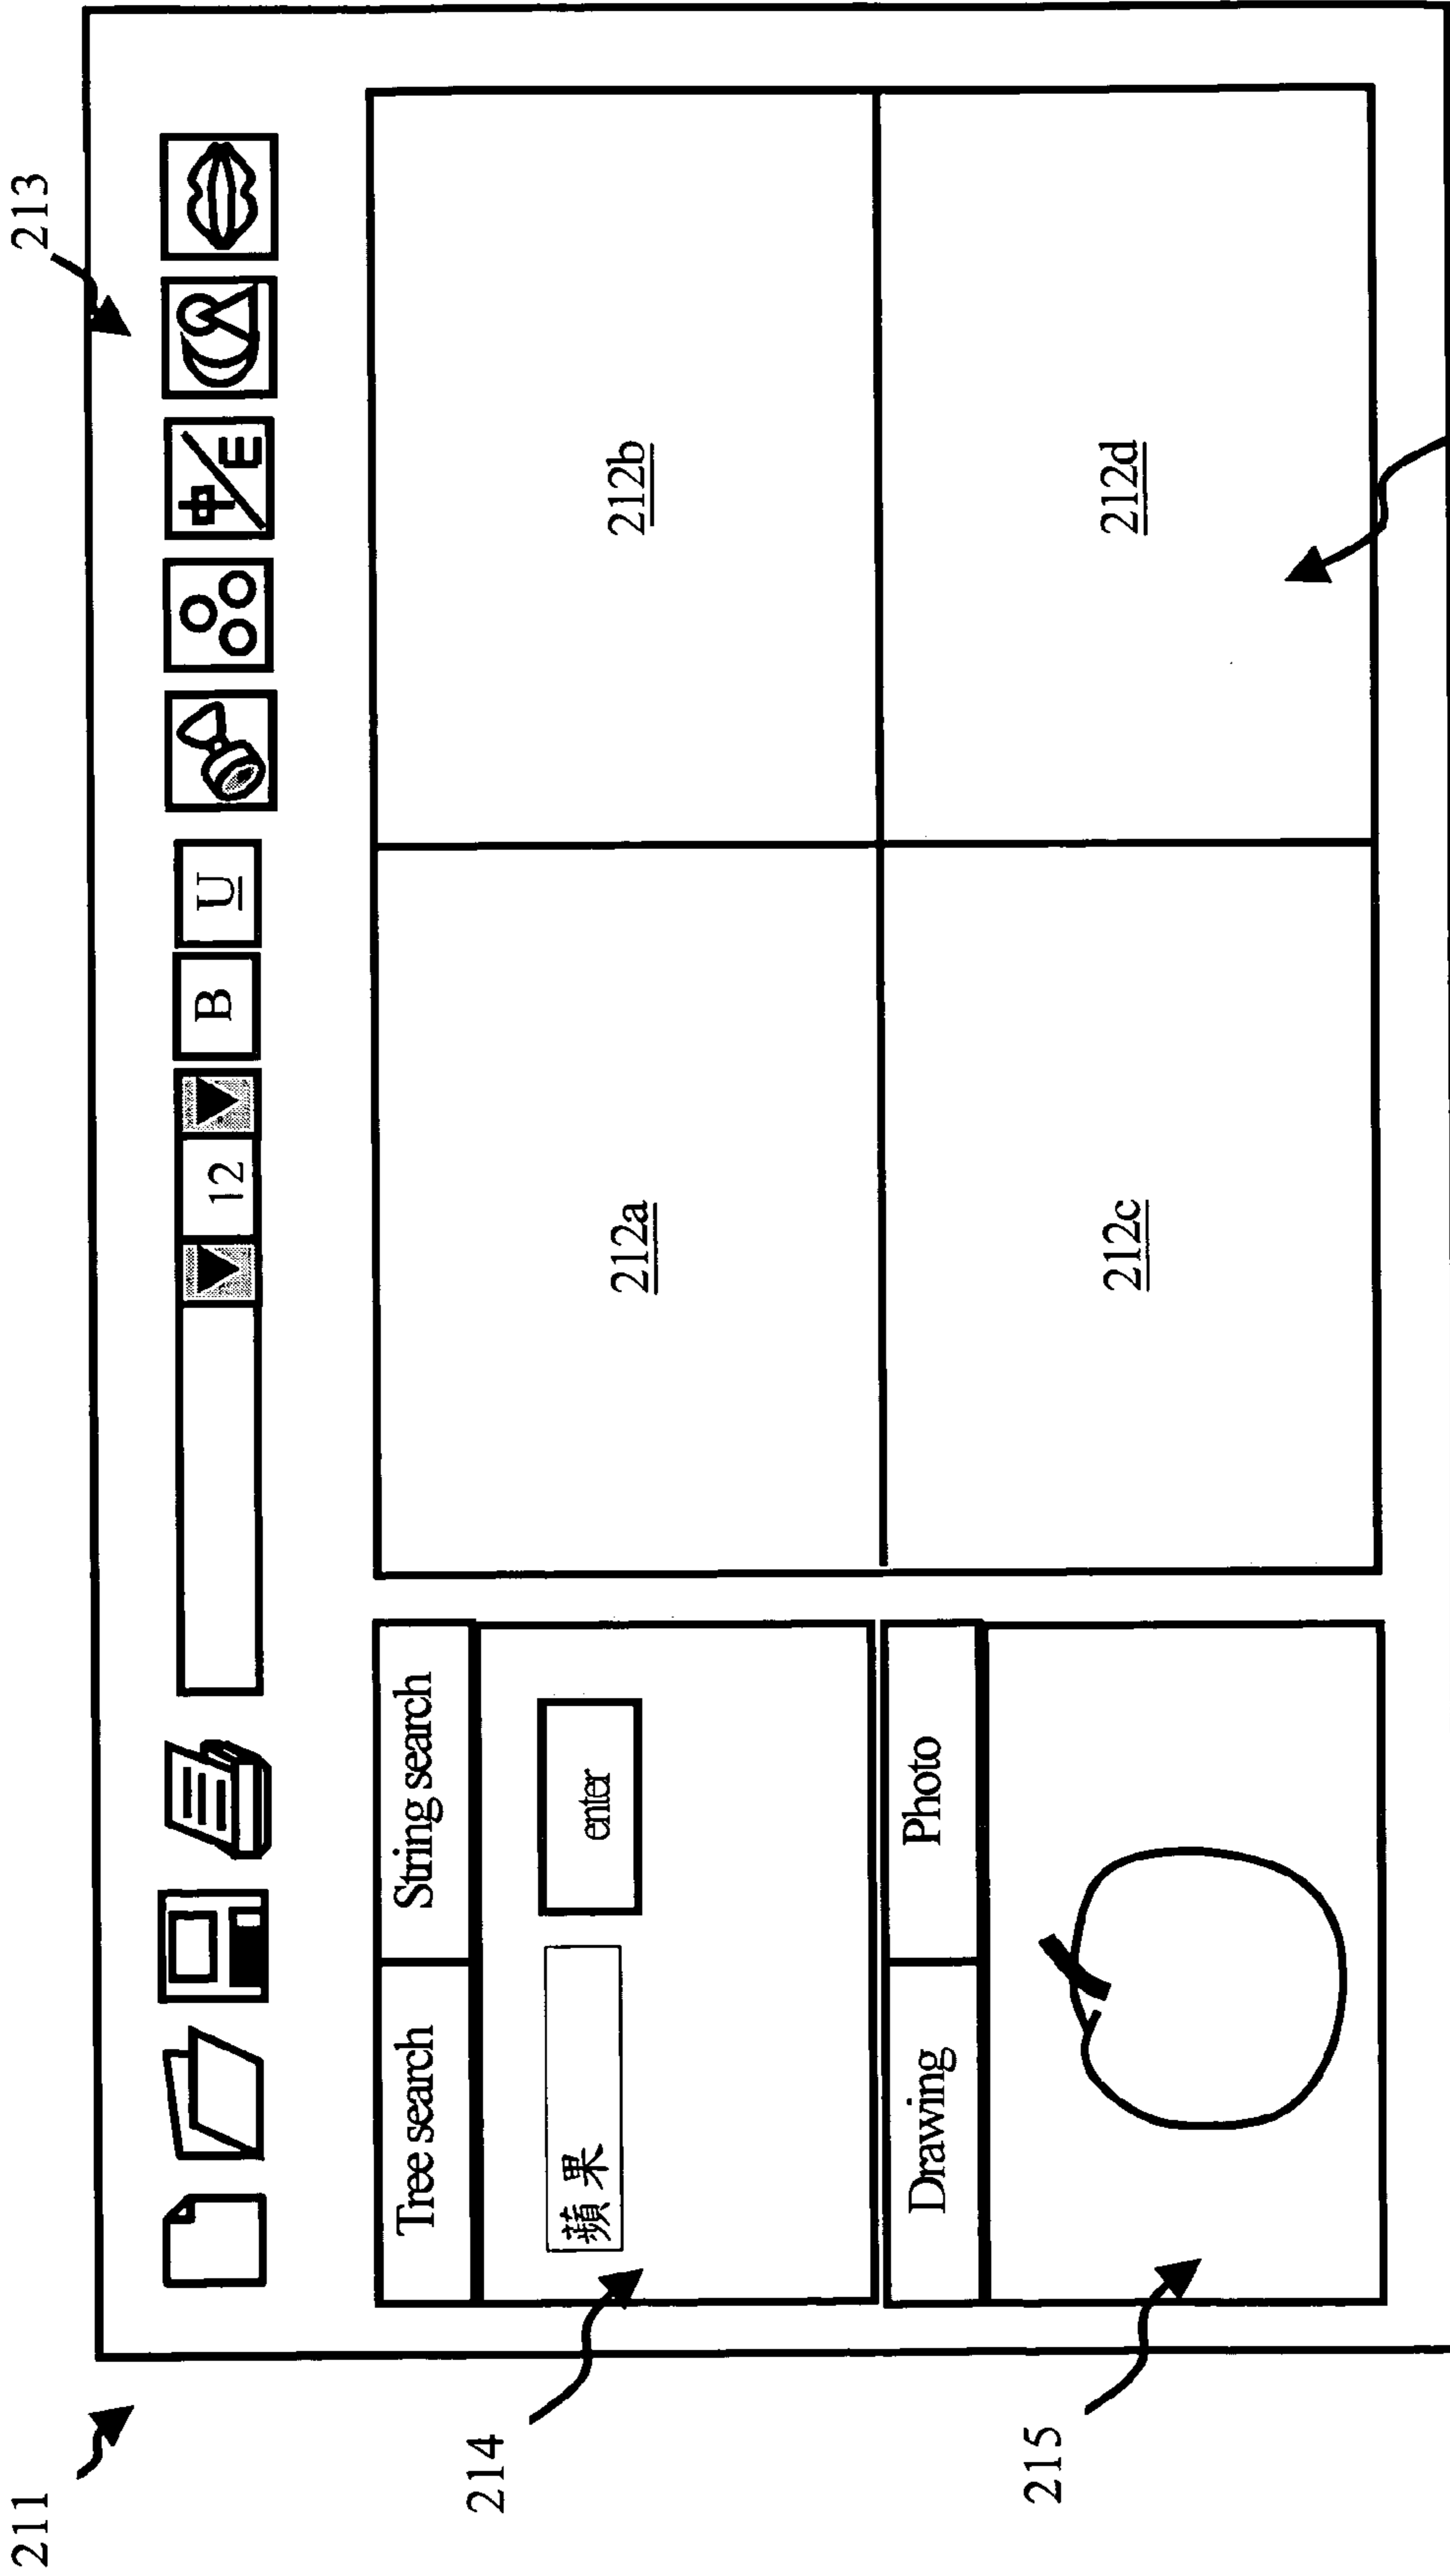 211
213
12
B
U
中/E
Tree search
String search
蘋果
enter
214
212a
212b
Drawing
Photo
215
212c
212d